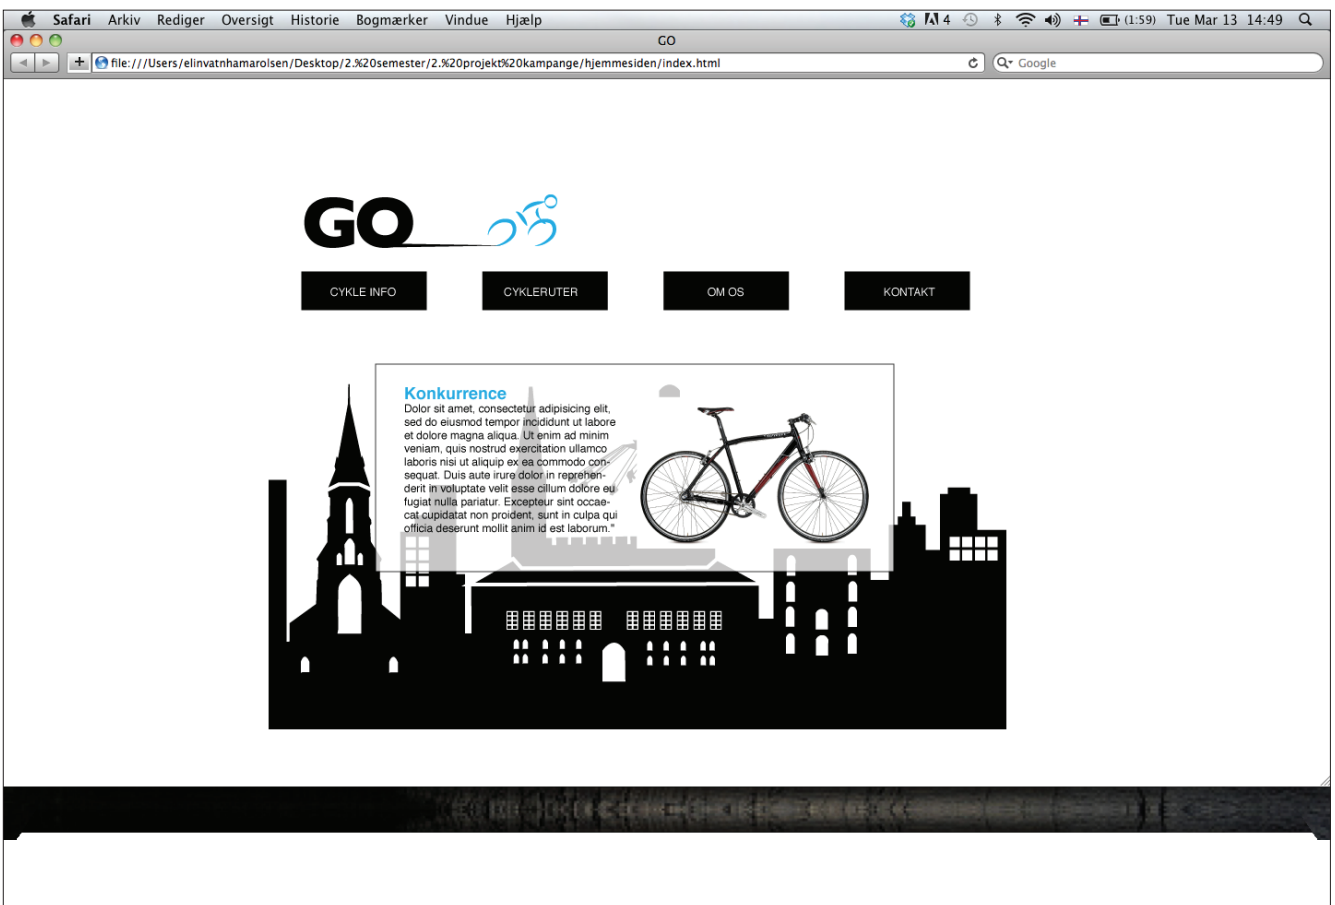 Safari Arkiv Rediger Oversigt Historie Bogmærker Vindue Hjælp 4 (1:59) Tue Mar 13 14:49
GO
file:///Users/elinvatnhamarolsen/Desktop/2.%20semester/2.%20projekt%20kampange/hjemmesiden/index.html
Google
GO
CYKLE INFO
CYKLERUTER
OM OS
KONTAKT
Konkurrence
Dolor sit amet, consectetur adipisicing elit,
sed do eiusmod tempor incididunt ut labore
et dolore magna aliqua. Ut enim ad minim
veniam, quis nostrud exercitation ullamco
laboris nisi ut aliquip ex ea commodo con-
sequat. Duis aute irure dolor in reprehen-
derit in voluptate velit esse cillum dolore eu
fugiat nulla pariatur. Excepteur sint occae-
cat cupidatat non proident, sunt in culpa qui
officia deserunt mollit anim id est laborum."